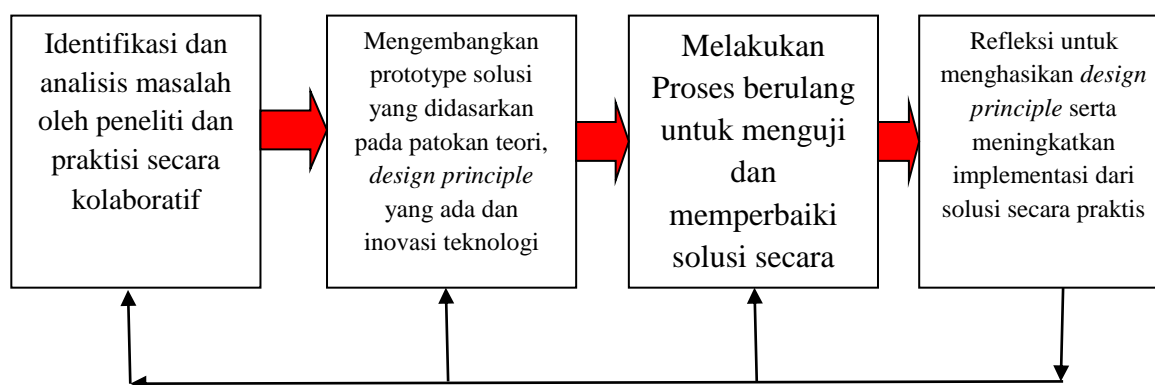 Identifikasi dan
analisis masalah
oleh peneliti dan
praktisi secara
kolaboratif
Mengembangkan
prototype solusi
yang didasarkan
pada patokan teori,
design principle
yang ada dan
inovasi teknologi
Melakukan
Proses berulang
untuk menguji
dan
memperbaiki
solusi secara
Refleksi untuk
menghasikan design
principle serta
meningkatkan
implementasi dari
solusi secara praktis